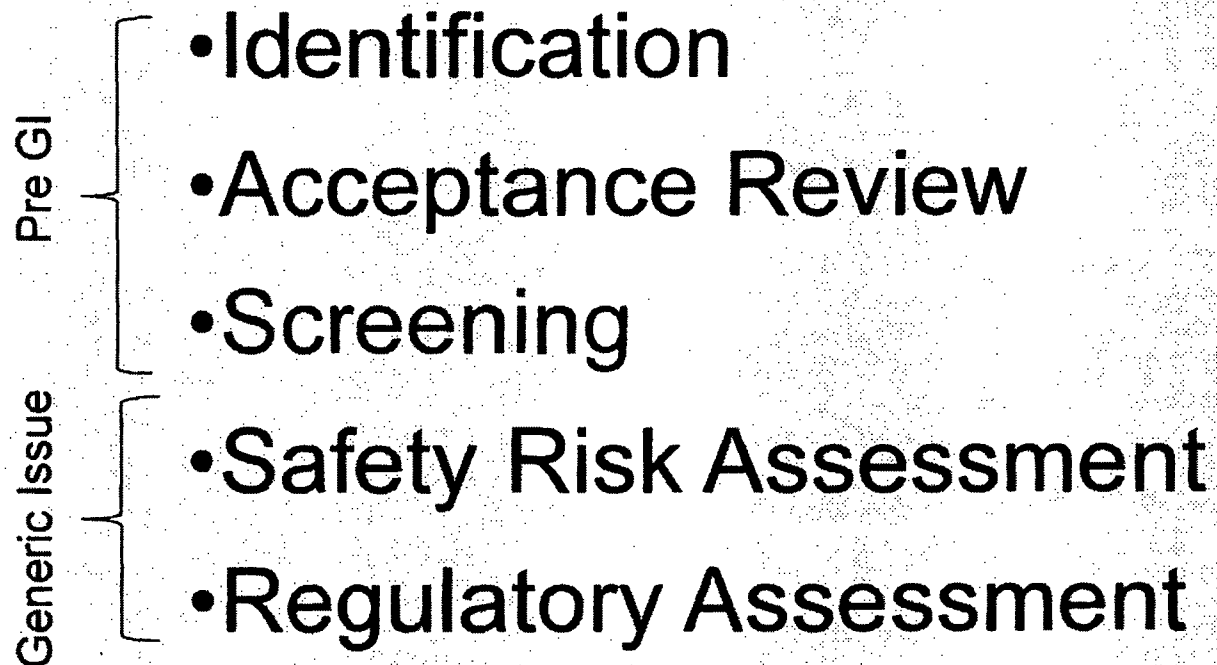 Pre GI
•Identification
•Acceptance Review
•Screening
Generic Issue
•Safety Risk Assessment
•Regulatory Assessment